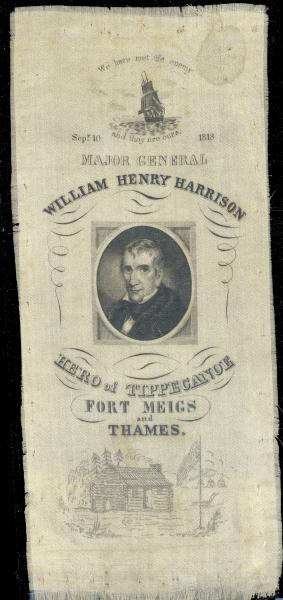 We have met the enemy
Sept. 10 and they are ours. 1813
MAJOR GENERAL
WILLIAM HENRY HARRISON
HERO of TIPPECANOE
FORT MEIGS
and
THAMES.